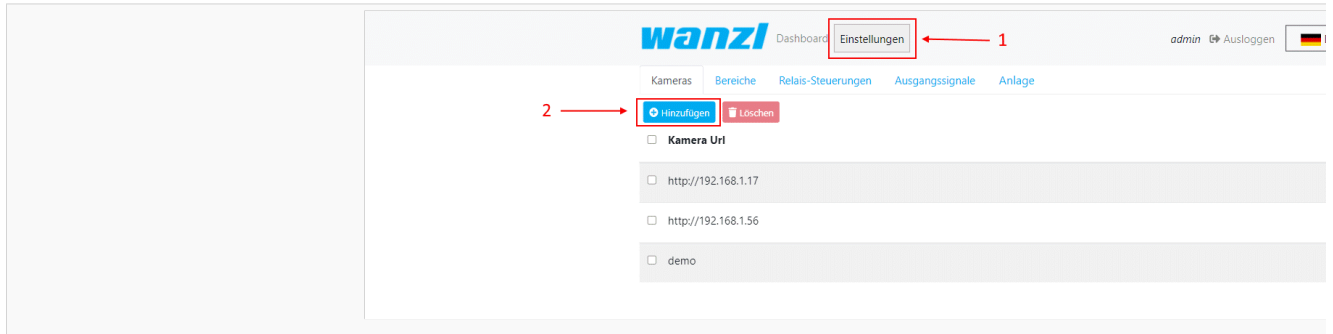 wanzl Dashboard Einstellungen 1 admin Ausloggen
Kameras Bereiche Relais-Steuerungen Ausgangssignale Anlage
2 Hinzufügen Löschen
Kamera Url
http://192.168.1.17
http://192.168.1.56
demo